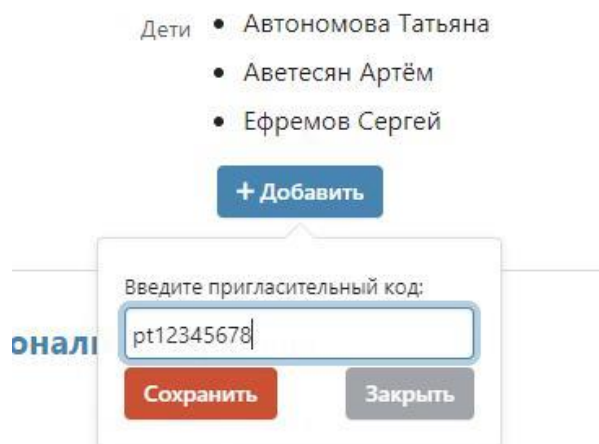 Дети • Автономова Татьяна
• Аветесян Артём
• Ефремов Сергей
+ Добавить
Введите пригласительный код:
pt12345678
Сохранить Закрыть